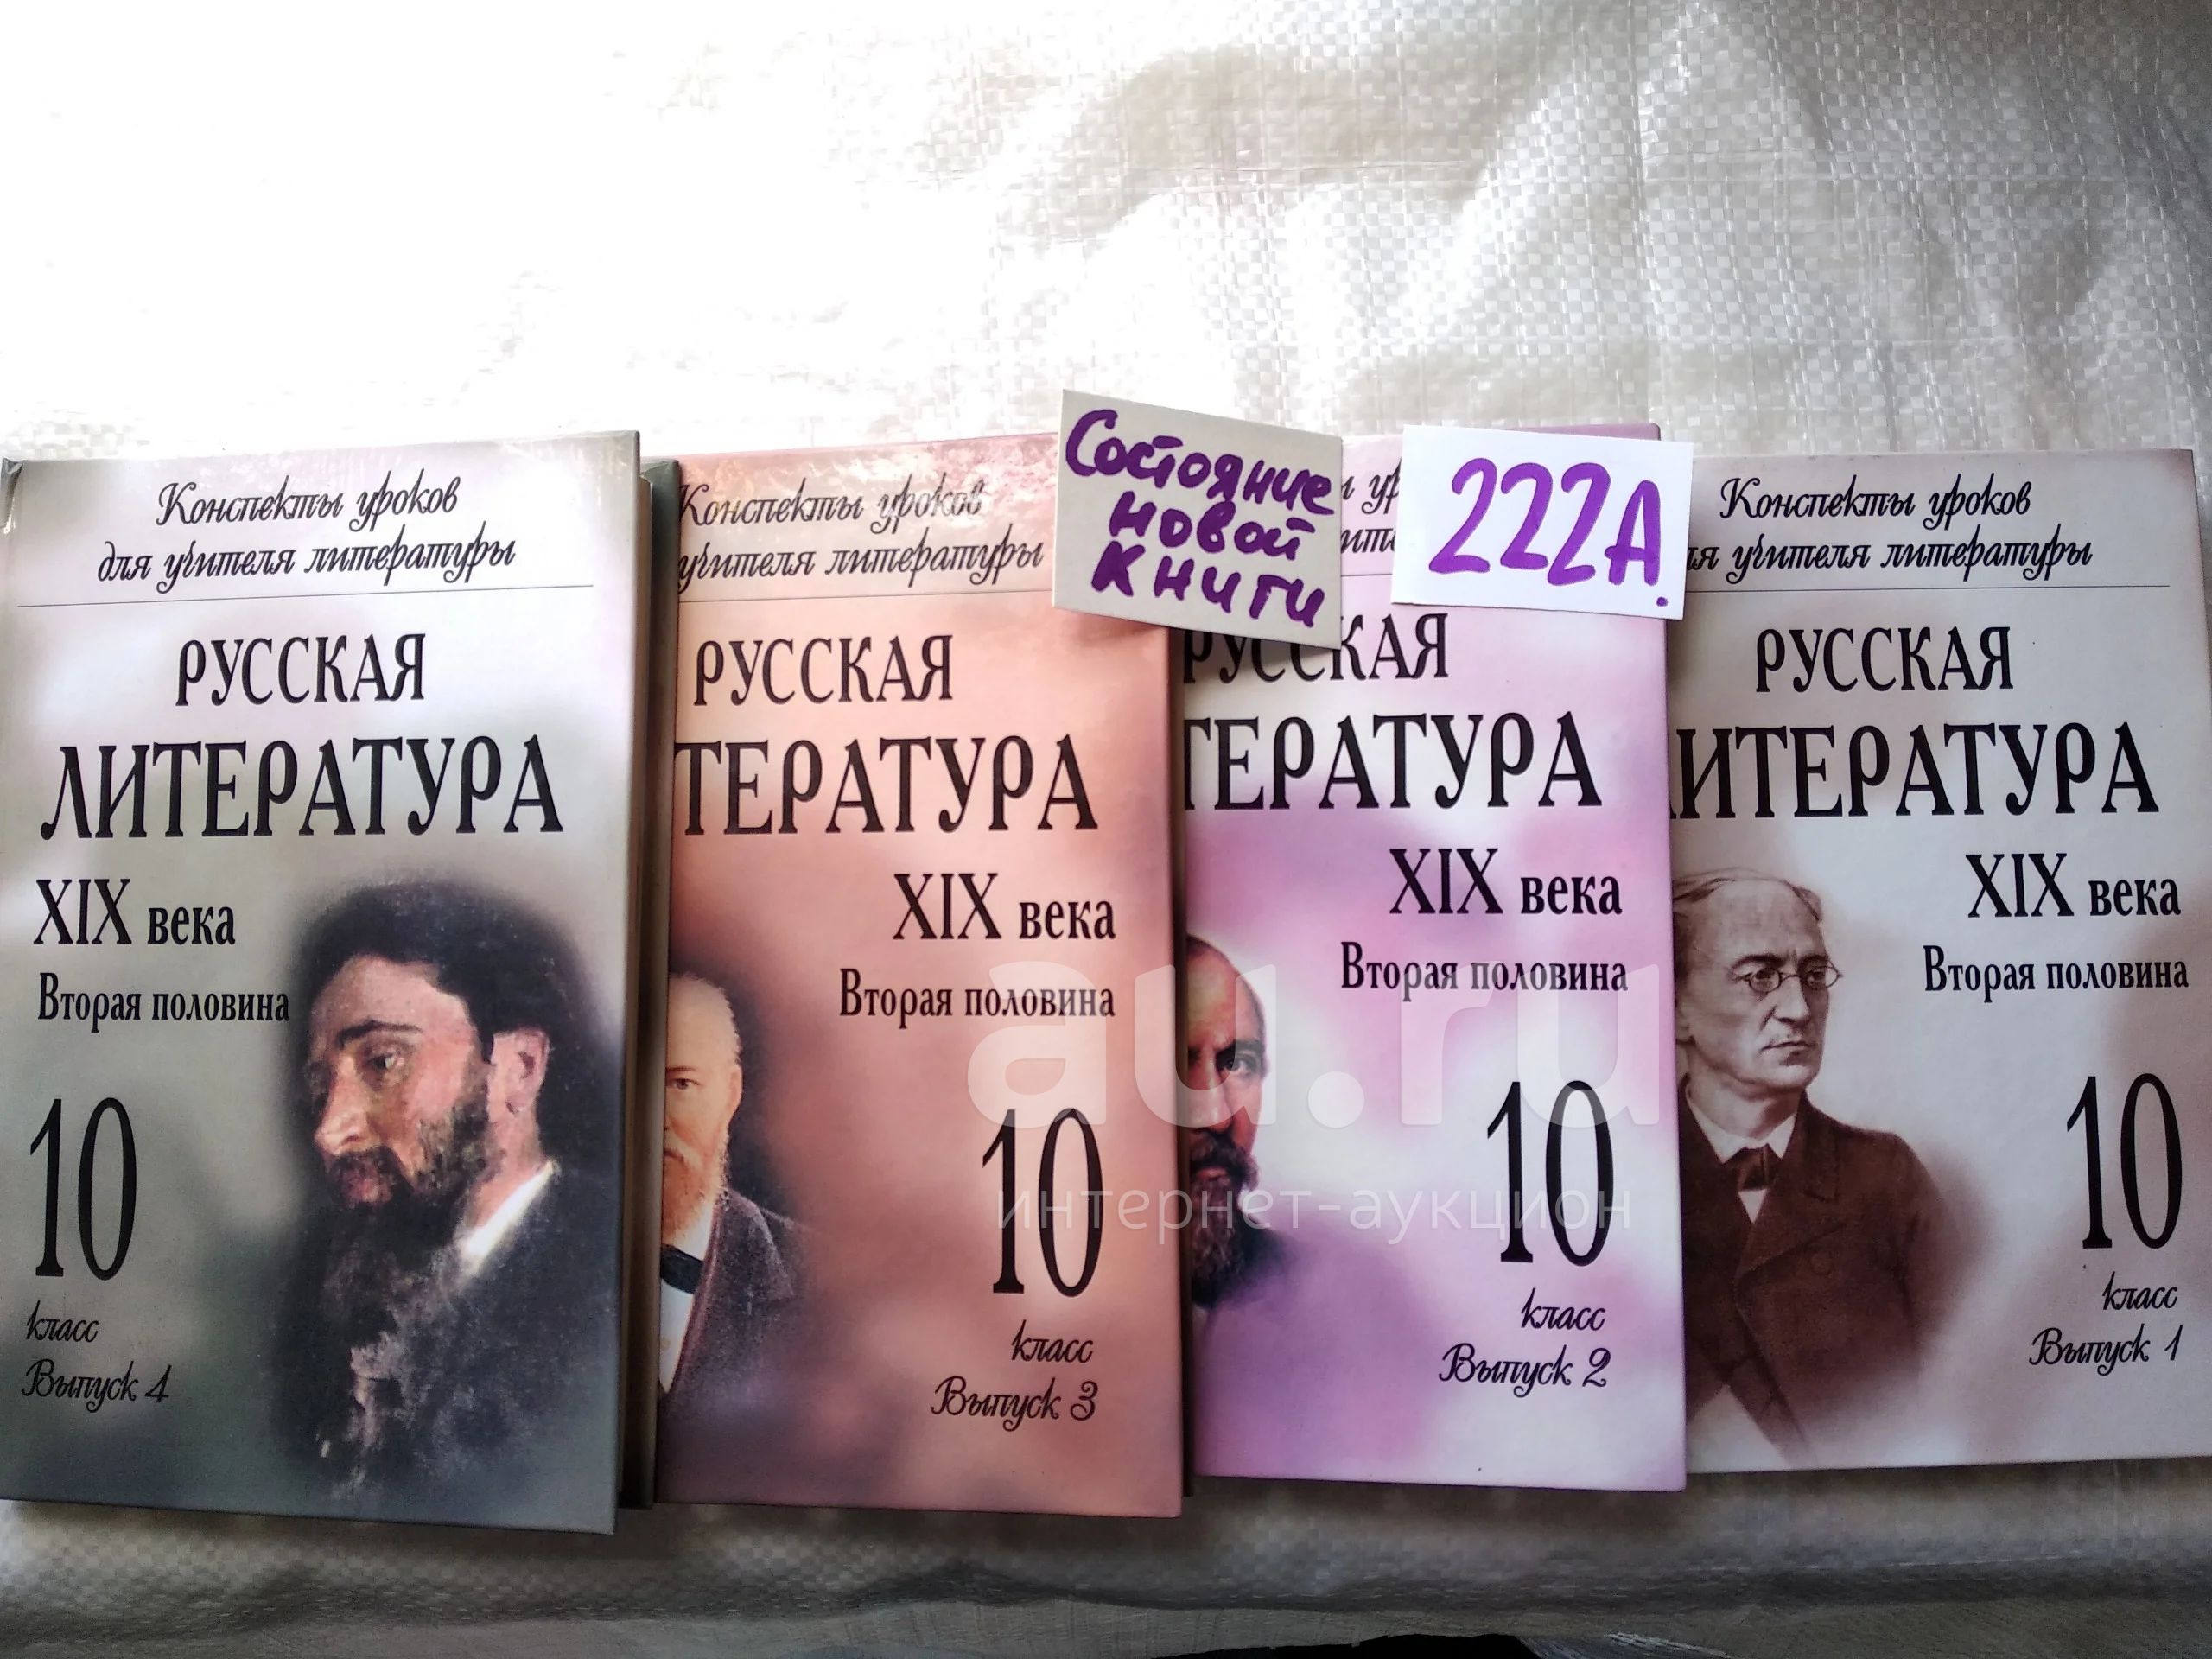 Конспекты уроков
для учителя литературы
РУССКАЯ
ЛИТЕРАТУРА
XIX века
Вторая половина
10
класс
Выпуск 4
Конспекты уроков
учителя литературы
РУССКАЯ
ТЕРАТУРА
XIX века
Вторая половина
10
класс
Выпуск 3
Состояние
новой
книги
222А.
РУССКАЯ
ТЕРАТУРА
XIX века
Вторая половина
10
класс
Выпуск 2
Конспекты уроков
ля учителя литературы
РУССКАЯ
ИТЕРАТУРА
XIX века
Вторая половина
10
класс
Выпуск 1
au.ru
интернет-аукцион